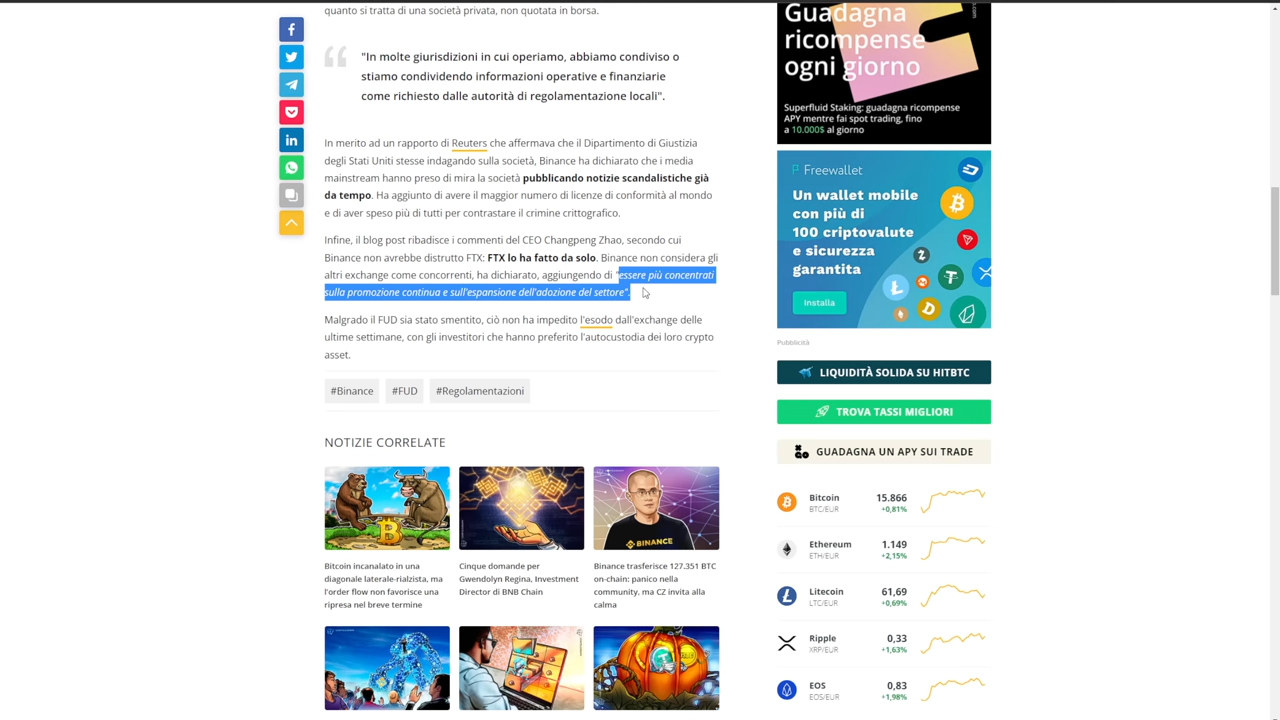 quanto si tratta di una società privata, non quotata in borsa.
"In molte giurisdizioni in cui operiamo, abbiamo condiviso o
stiamo condividendo informazioni operative e finanziarie
come richiesto dalle autorità di regolamentazione locali".
In merito ad un rapporto di Reuters che affermava che il Dipartimento di Giustizia
degli Stati Uniti stesse indagando sulla società, Binance ha dichiarato che i media
mainstream hanno preso di mira la società pubblicando notizie scandalistiche già
da tempo. Ha aggiunto di avere il maggior numero di licenze di conformità al mondo
e di aver speso più di tutti per contrastare il crimine crittografico.
Infine, il blog post ribadisce i commenti del CEO Changpeng Zhao, secondo cui
Binance non avrebbe distrutto FTX: FTX lo ha fatto da solo. Binance non considera gli
altri exchange come concorrenti, ha dichiarato, aggiungendo di "essere più concentrati
sulla promozione continua e sull'espansione dell'adozione del settore".
Malgrado il FUD sia stato smentito, ciò non ha impedito l'esodo dall'exchange delle
ultime settimane, con gli investitori che hanno preferito l'autocustodia dei loro crypto
asset.
#Binance #FUD #Regolamentazioni
NOTIZIE CORRELATE
BINANCE
Bitcoin incanalato in una
diagonale laterale-rialzista, ma
l'order flow non favorisce una
ripresa nel breve termine
Cinque domande per
Gwendolyn Regina, Investment
Director di BNB Chain
Binance trasferisce 127.351 BTC
on-chain: panico nella
community, ma CZ invita alla
calma
Guadagna
ricompense
ogni giorno
Superfluid Staking: guadagna ricompense
APY mentre fai spot trading, fino
a 10.000$ al giorno
Freewallet
Un wallet mobile
con più di
100 criptovalute
e sicurezza
garantita
Installa
Pubblicità
LIQUIDITÀ SOLIDA SU HITBTC
TROVA TASSI MIGLIORI
GUADAGNA UN APY SUI TRADE
Bitcoin 15.866
BTC/EUR +0,81%
Ethereum 1.149
ETH/EUR +2,15%
Litecoin 61,69
LTC/EUR +0,69%
Ripple 0,33
XRP/EUR +1,63%
EOS 0,83
EOS/EUR +1,98%